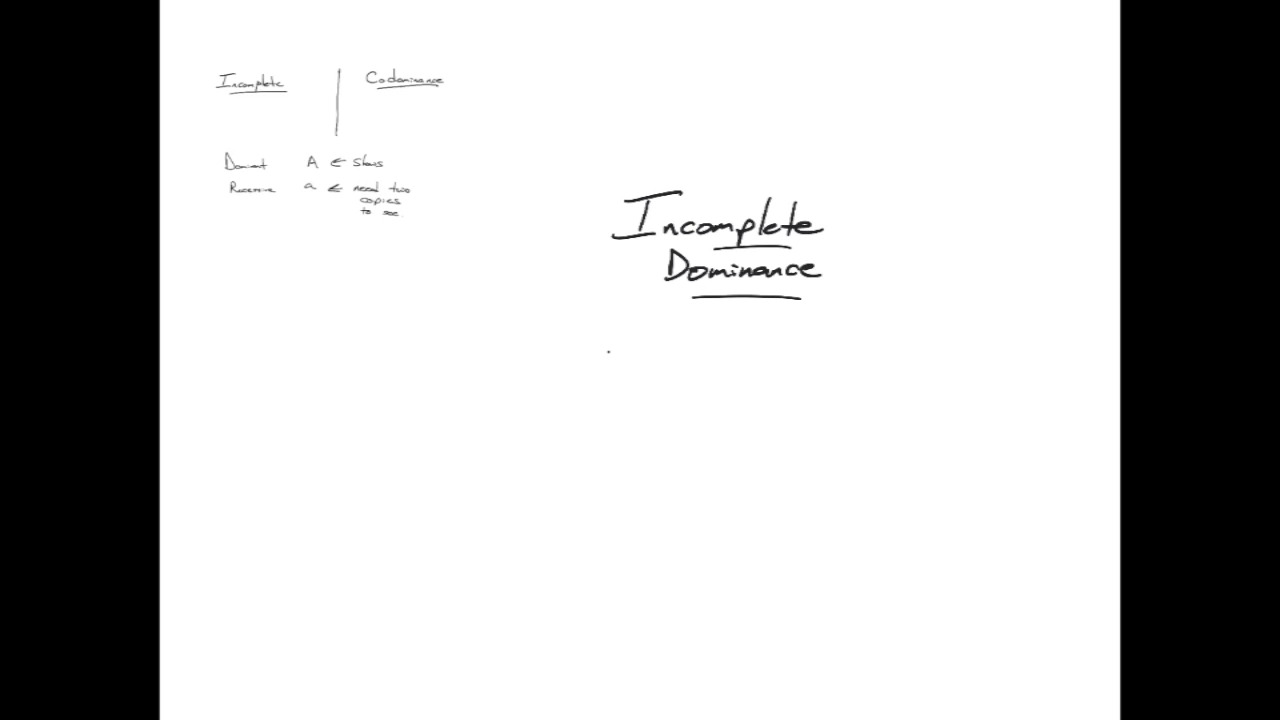 Incomplete Codominance
Dominant A ← shows
Recessive a ← need two
copies
to see.
Incomplete
Dominance